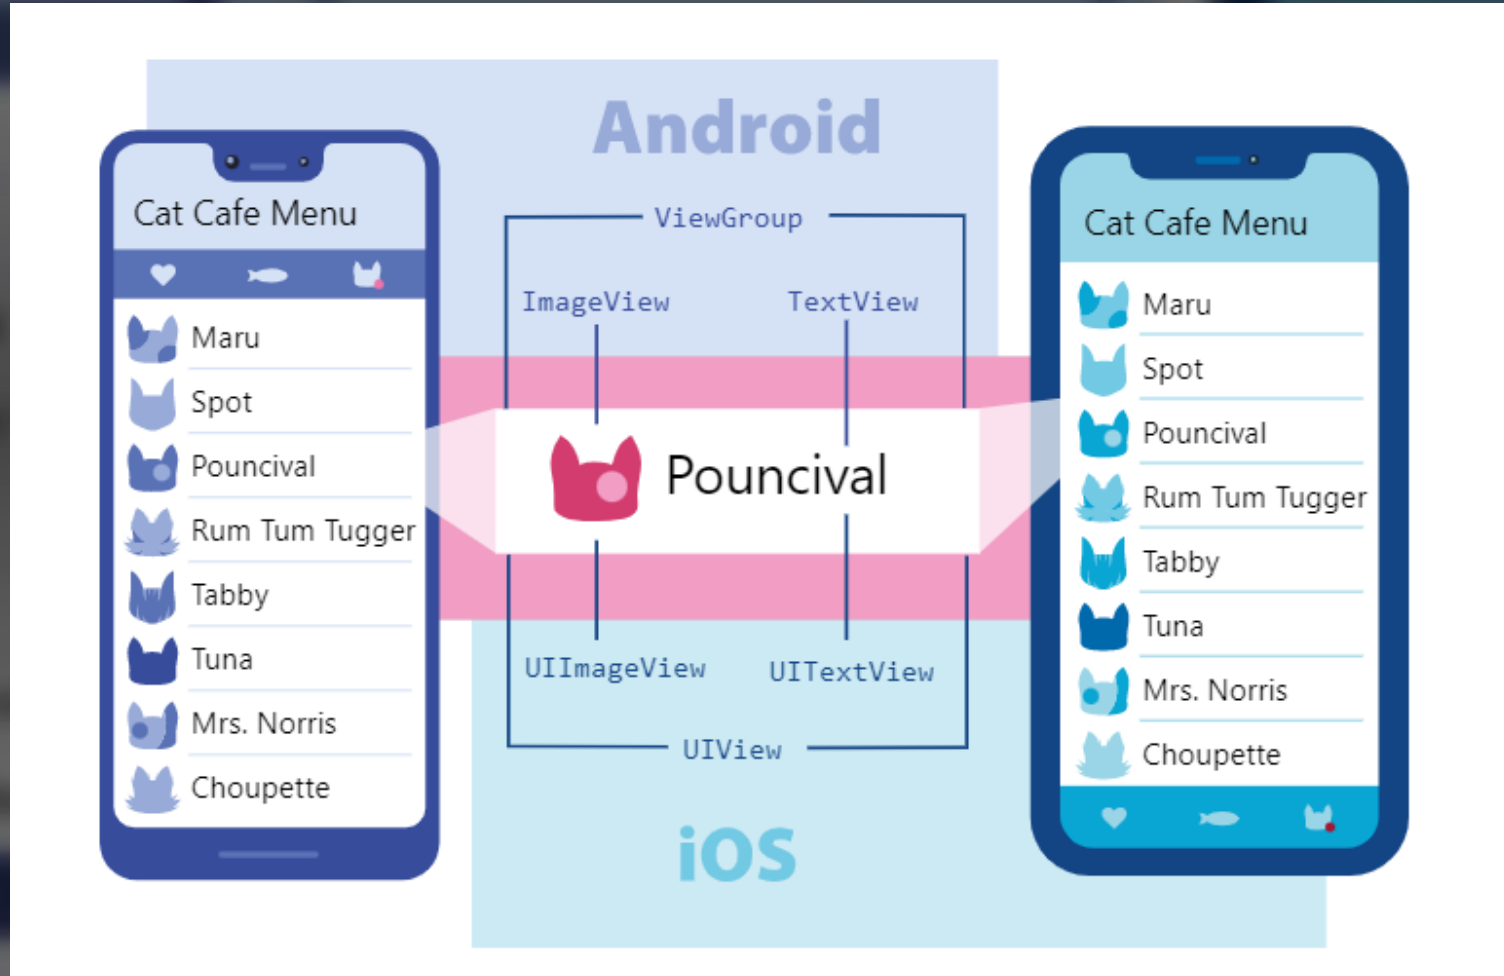 Android
Cat Cafe Menu
Maru
Spot
Pouncival
Rum Tum Tugger
Tabby
Tuna
Mrs. Norris
Choupette
ViewGroup
ImageView
TextView
Pouncival
UIImageView
UITextView
UIView
iOS
Cat Cafe Menu
Maru
Spot
Pouncival
Rum Tum Tugger
Tabby
Tuna
Mrs. Norris
Choupette